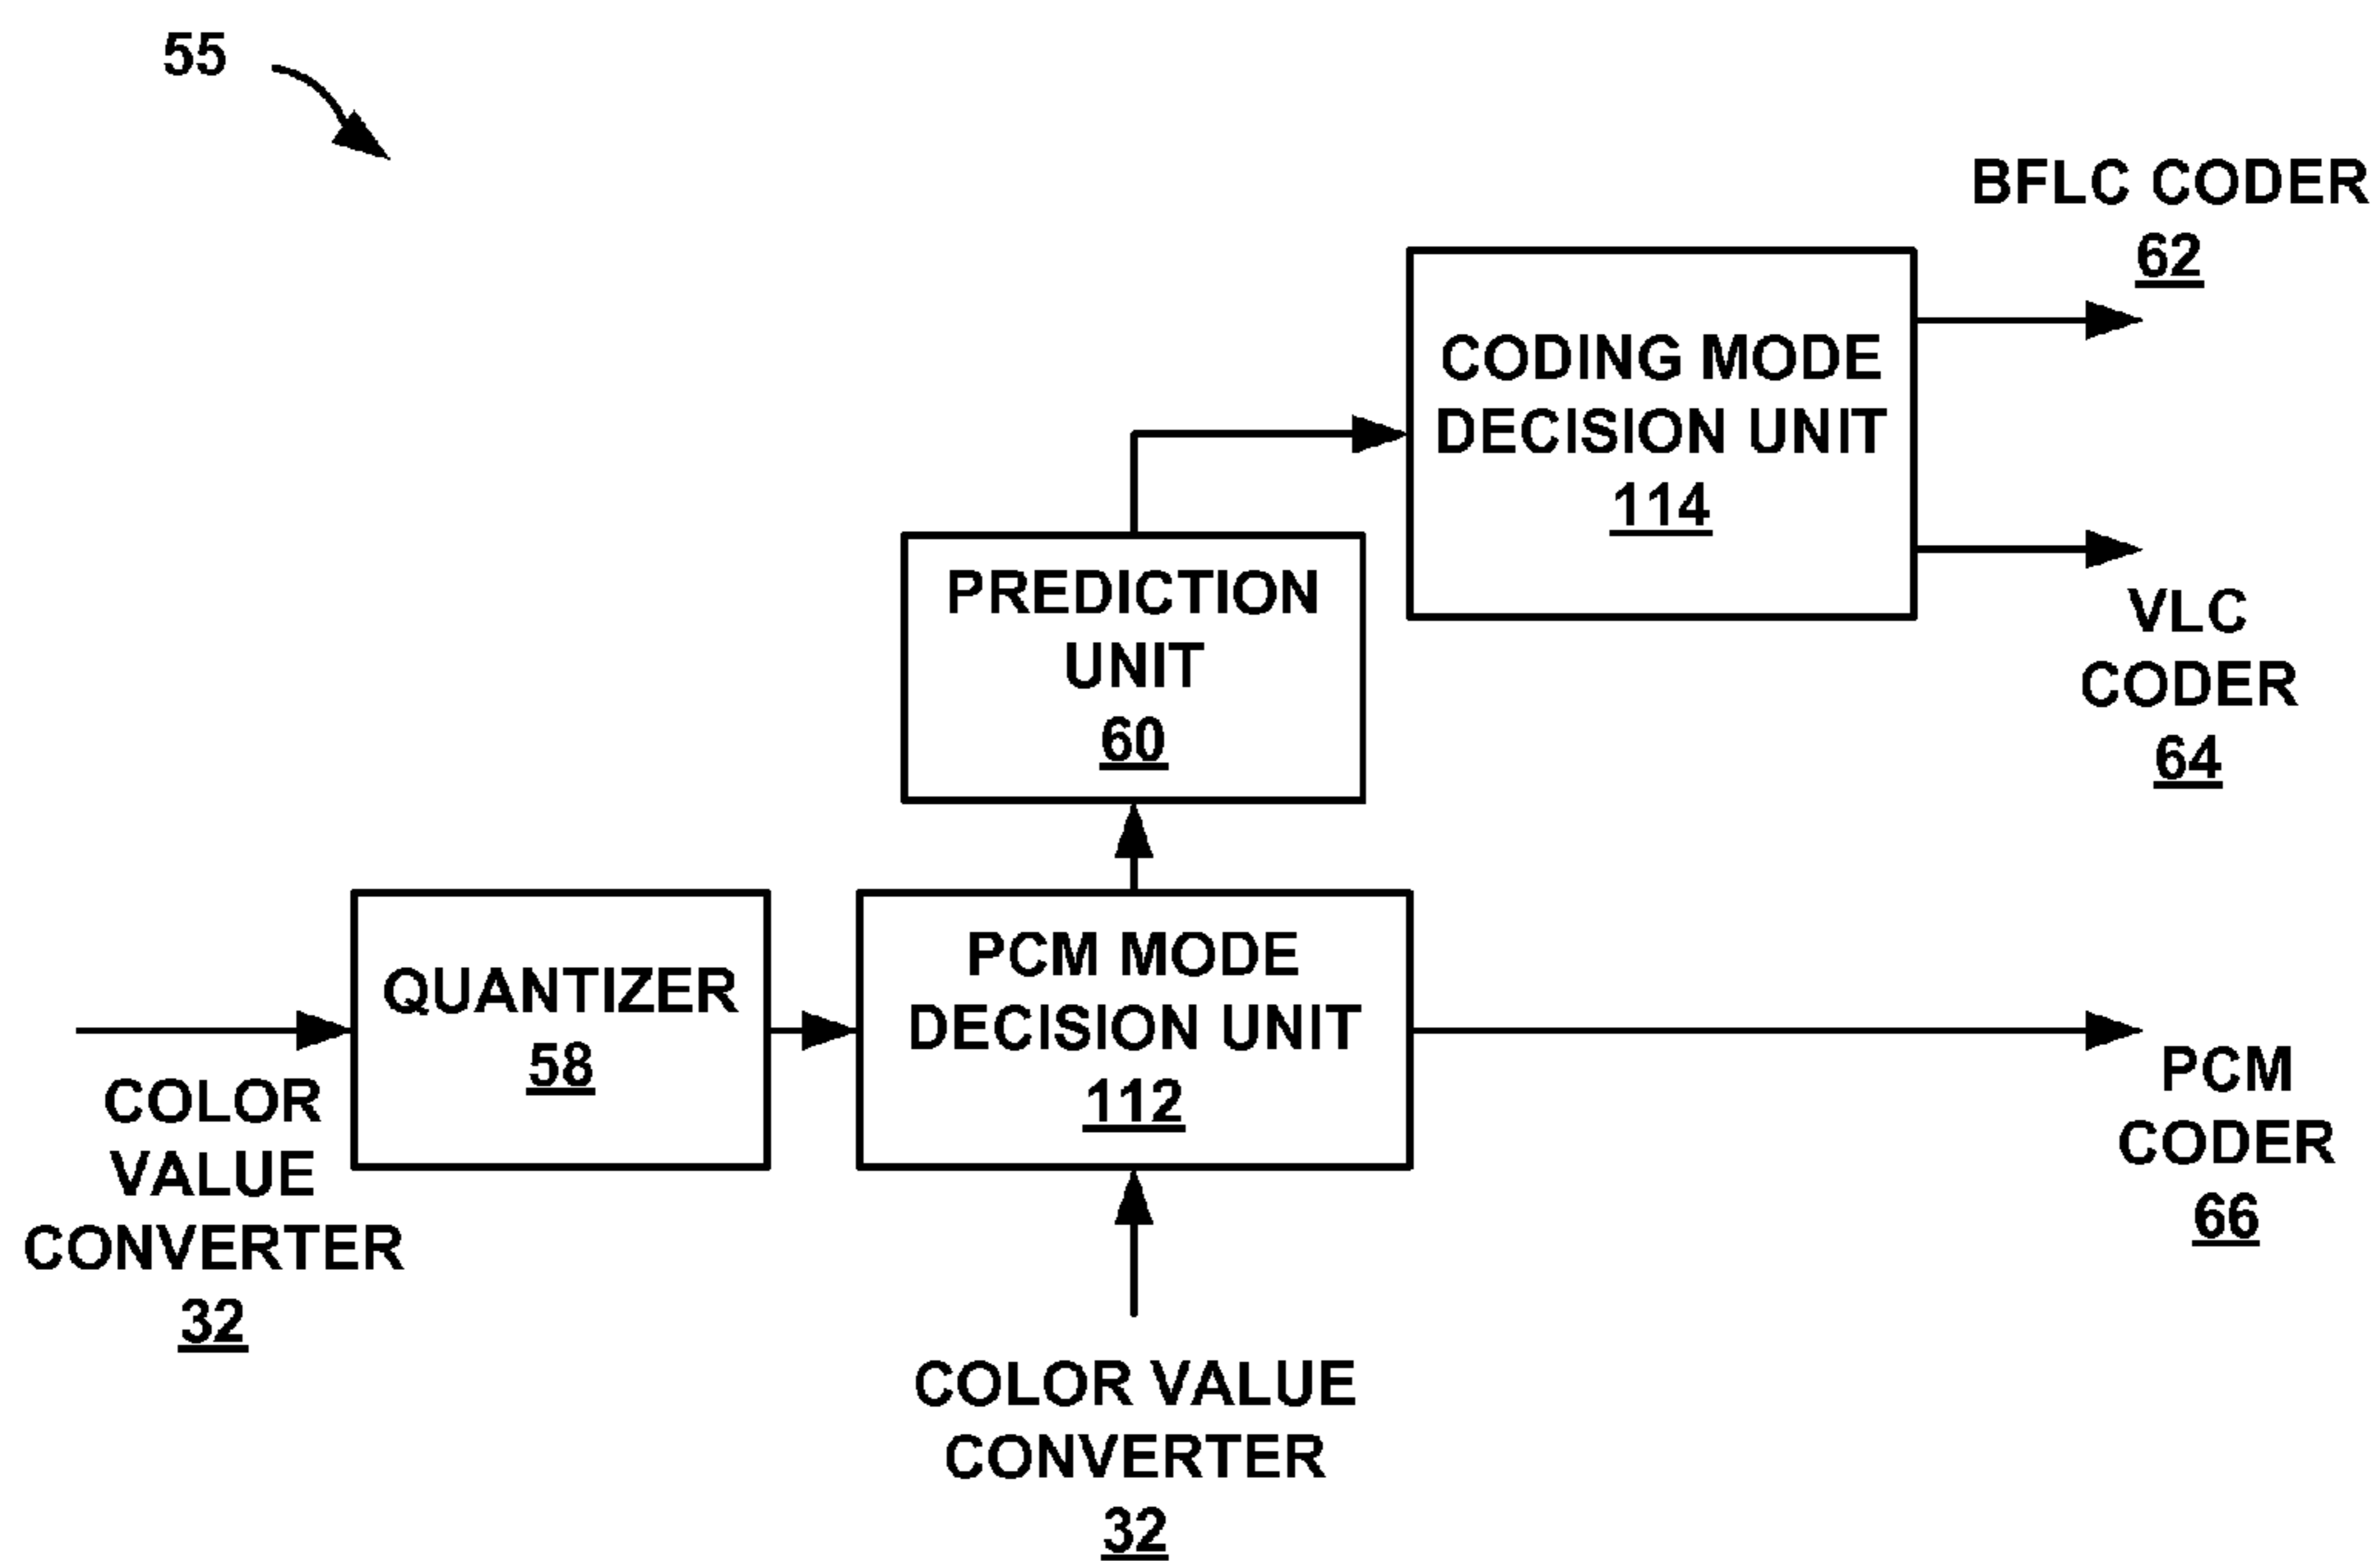 55
BFLC CODER
62
CODING MODE
DECISION UNIT
114
PREDICTION
UNIT
60
VLC
CODER
64
QUANTIZER
58
PCM MODE
DECISION UNIT
112
COLOR
VALUE
CONVERTER
32
PCM
CODER
66
COLOR VALUE
CONVERTER
32